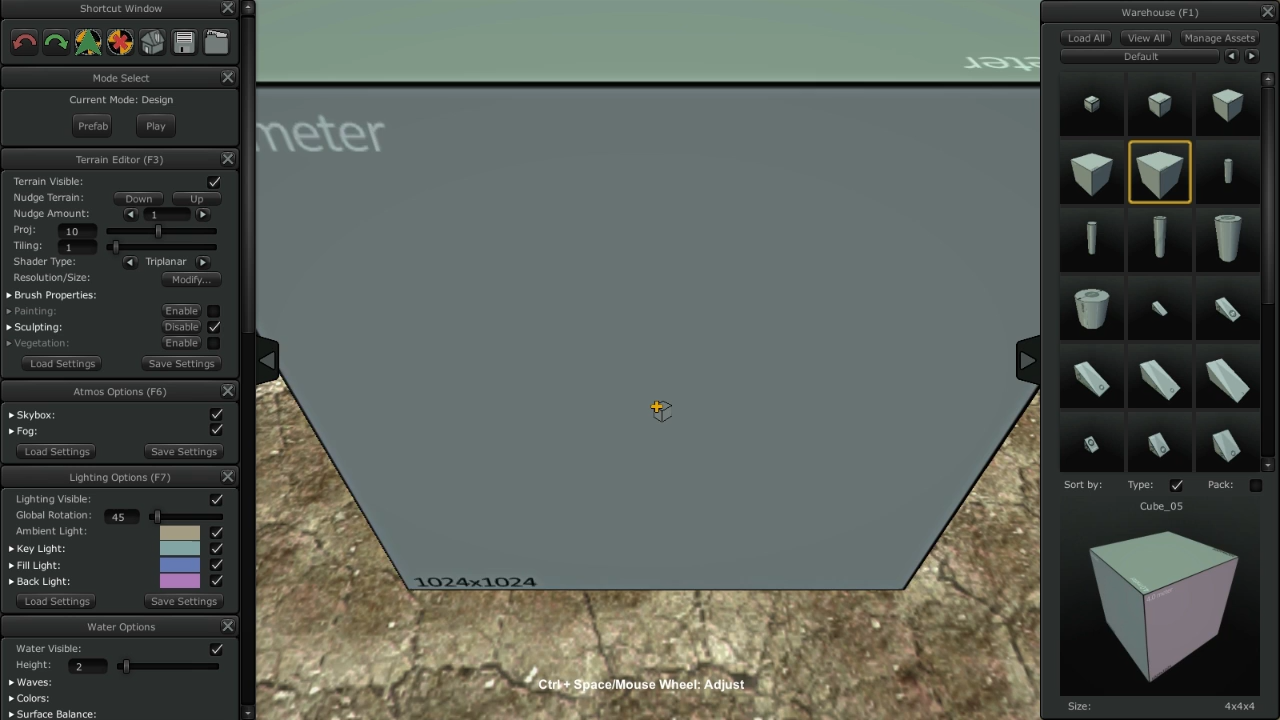 Shortcut Window
Mode Select
Current Mode: Design
Prefab
Play
Terrain Editor (F3)
Terrain Visible:
Nudge Terrain:
Down
Up
Nudge Amount:
1
Proj:
10
Tiling:
1
Shader Type:
Triplanar
Resolution/Size:
Modify...
Brush Properties:
Painting:
Enable
Sculpting:
Disable
Vegetation:
Enable
Load Settings
Save Settings
Atmos Options (F6)
Skybox:
Fog:
Load Settings
Save Settings
Lighting Options (F7)
Lighting Visible:
Global Rotation:
45
Ambient Light:
Key Light:
Fill Light:
Back Light:
Load Settings
Save Settings
Water Options
Water Visible:
Height:
2
Waves:
Colors:
Surface Balance:
meter
1024x1024
Ctrl + Space/Mouse Wheel: Adjust
Warehouse (F1)
Load All
View All
Manage Assets
Default
Sort by:
Type:
Pack:
Cube_05
Size:
4x4x4